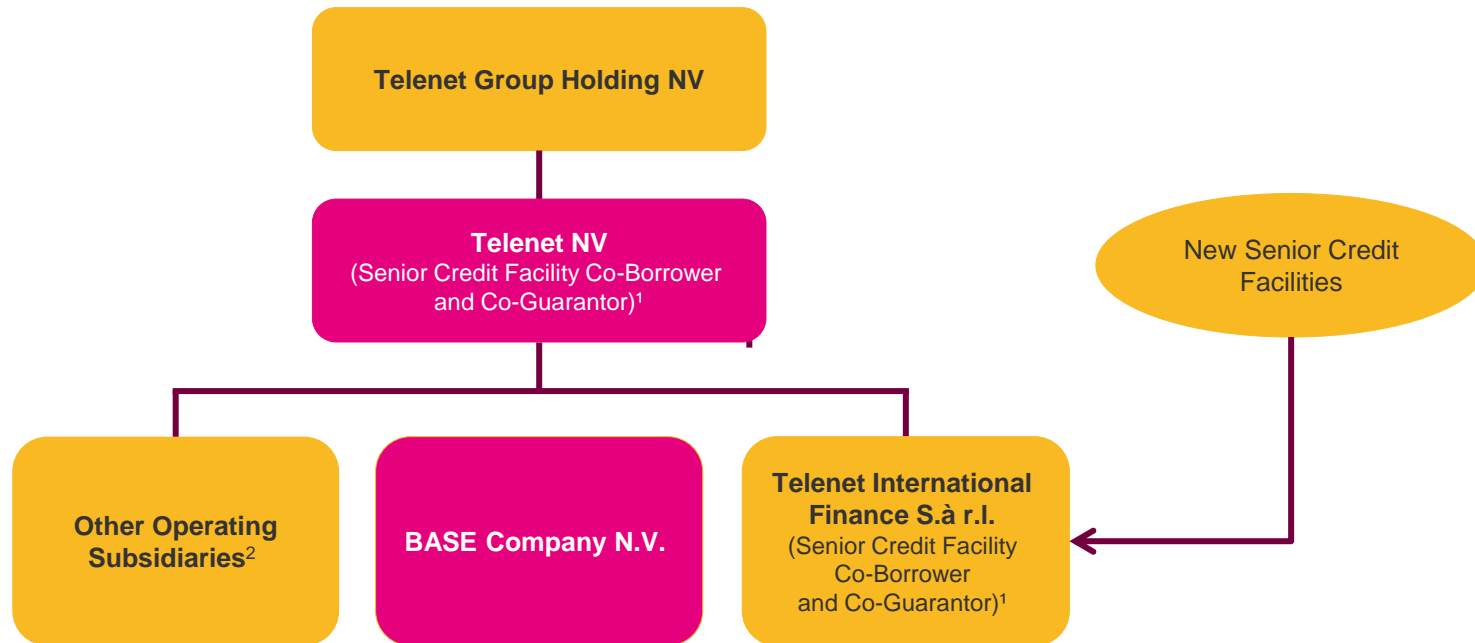 Telenet Group Holding NV
Telenet NV
(Senior Credit Facility Co-Borrower
and Co-Guarantor)¹
New Senior Credit
Facilities
Other Operating
Subsidiaries²
BASE Company N.V.
Telenet International
Finance S.à r.l.
(Senior Credit Facility
Co-Borrower
and Co-Guarantor)¹